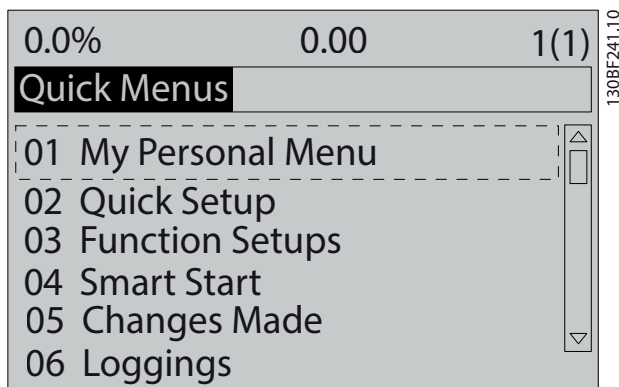 0.0% 0.00 1(1)
Quick Menus
01 My Personal Menu
02 Quick Setup
03 Function Setups
04 Smart Start
05 Changes Made
06 Loggings
130BF241.10